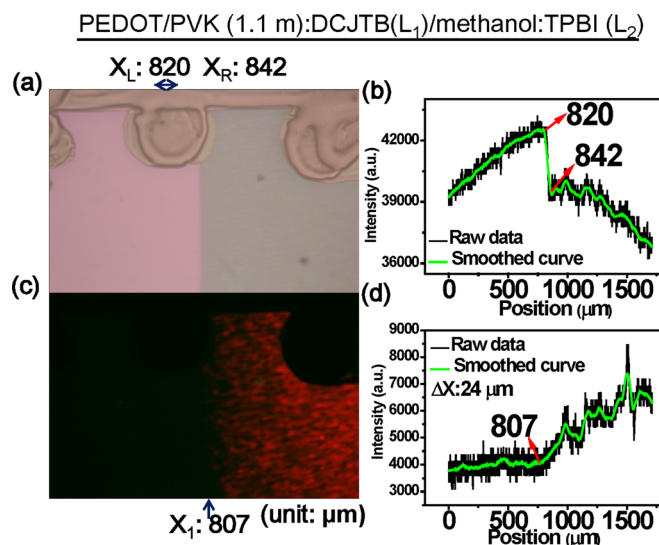 PEDOT/PVK (1.1 m):DCJTB(L₁)/methanol:TPBI (L₂)
(a)
X_L: 820 X_R: 842
(b)
820
842
42000
39000
36000
Intensity (a.u.)
Raw data
Smoothed curve
0 500 1000 1500
Position (µm)
(c)
X₁: 807
(unit: µm)
(d)
9000
8000
7000
6000
5000
4000
3000
Intensity (a.u.)
Raw data
Smoothed curve
ΔX:24 µm
807
0 500 1000 1500
Position (µm)